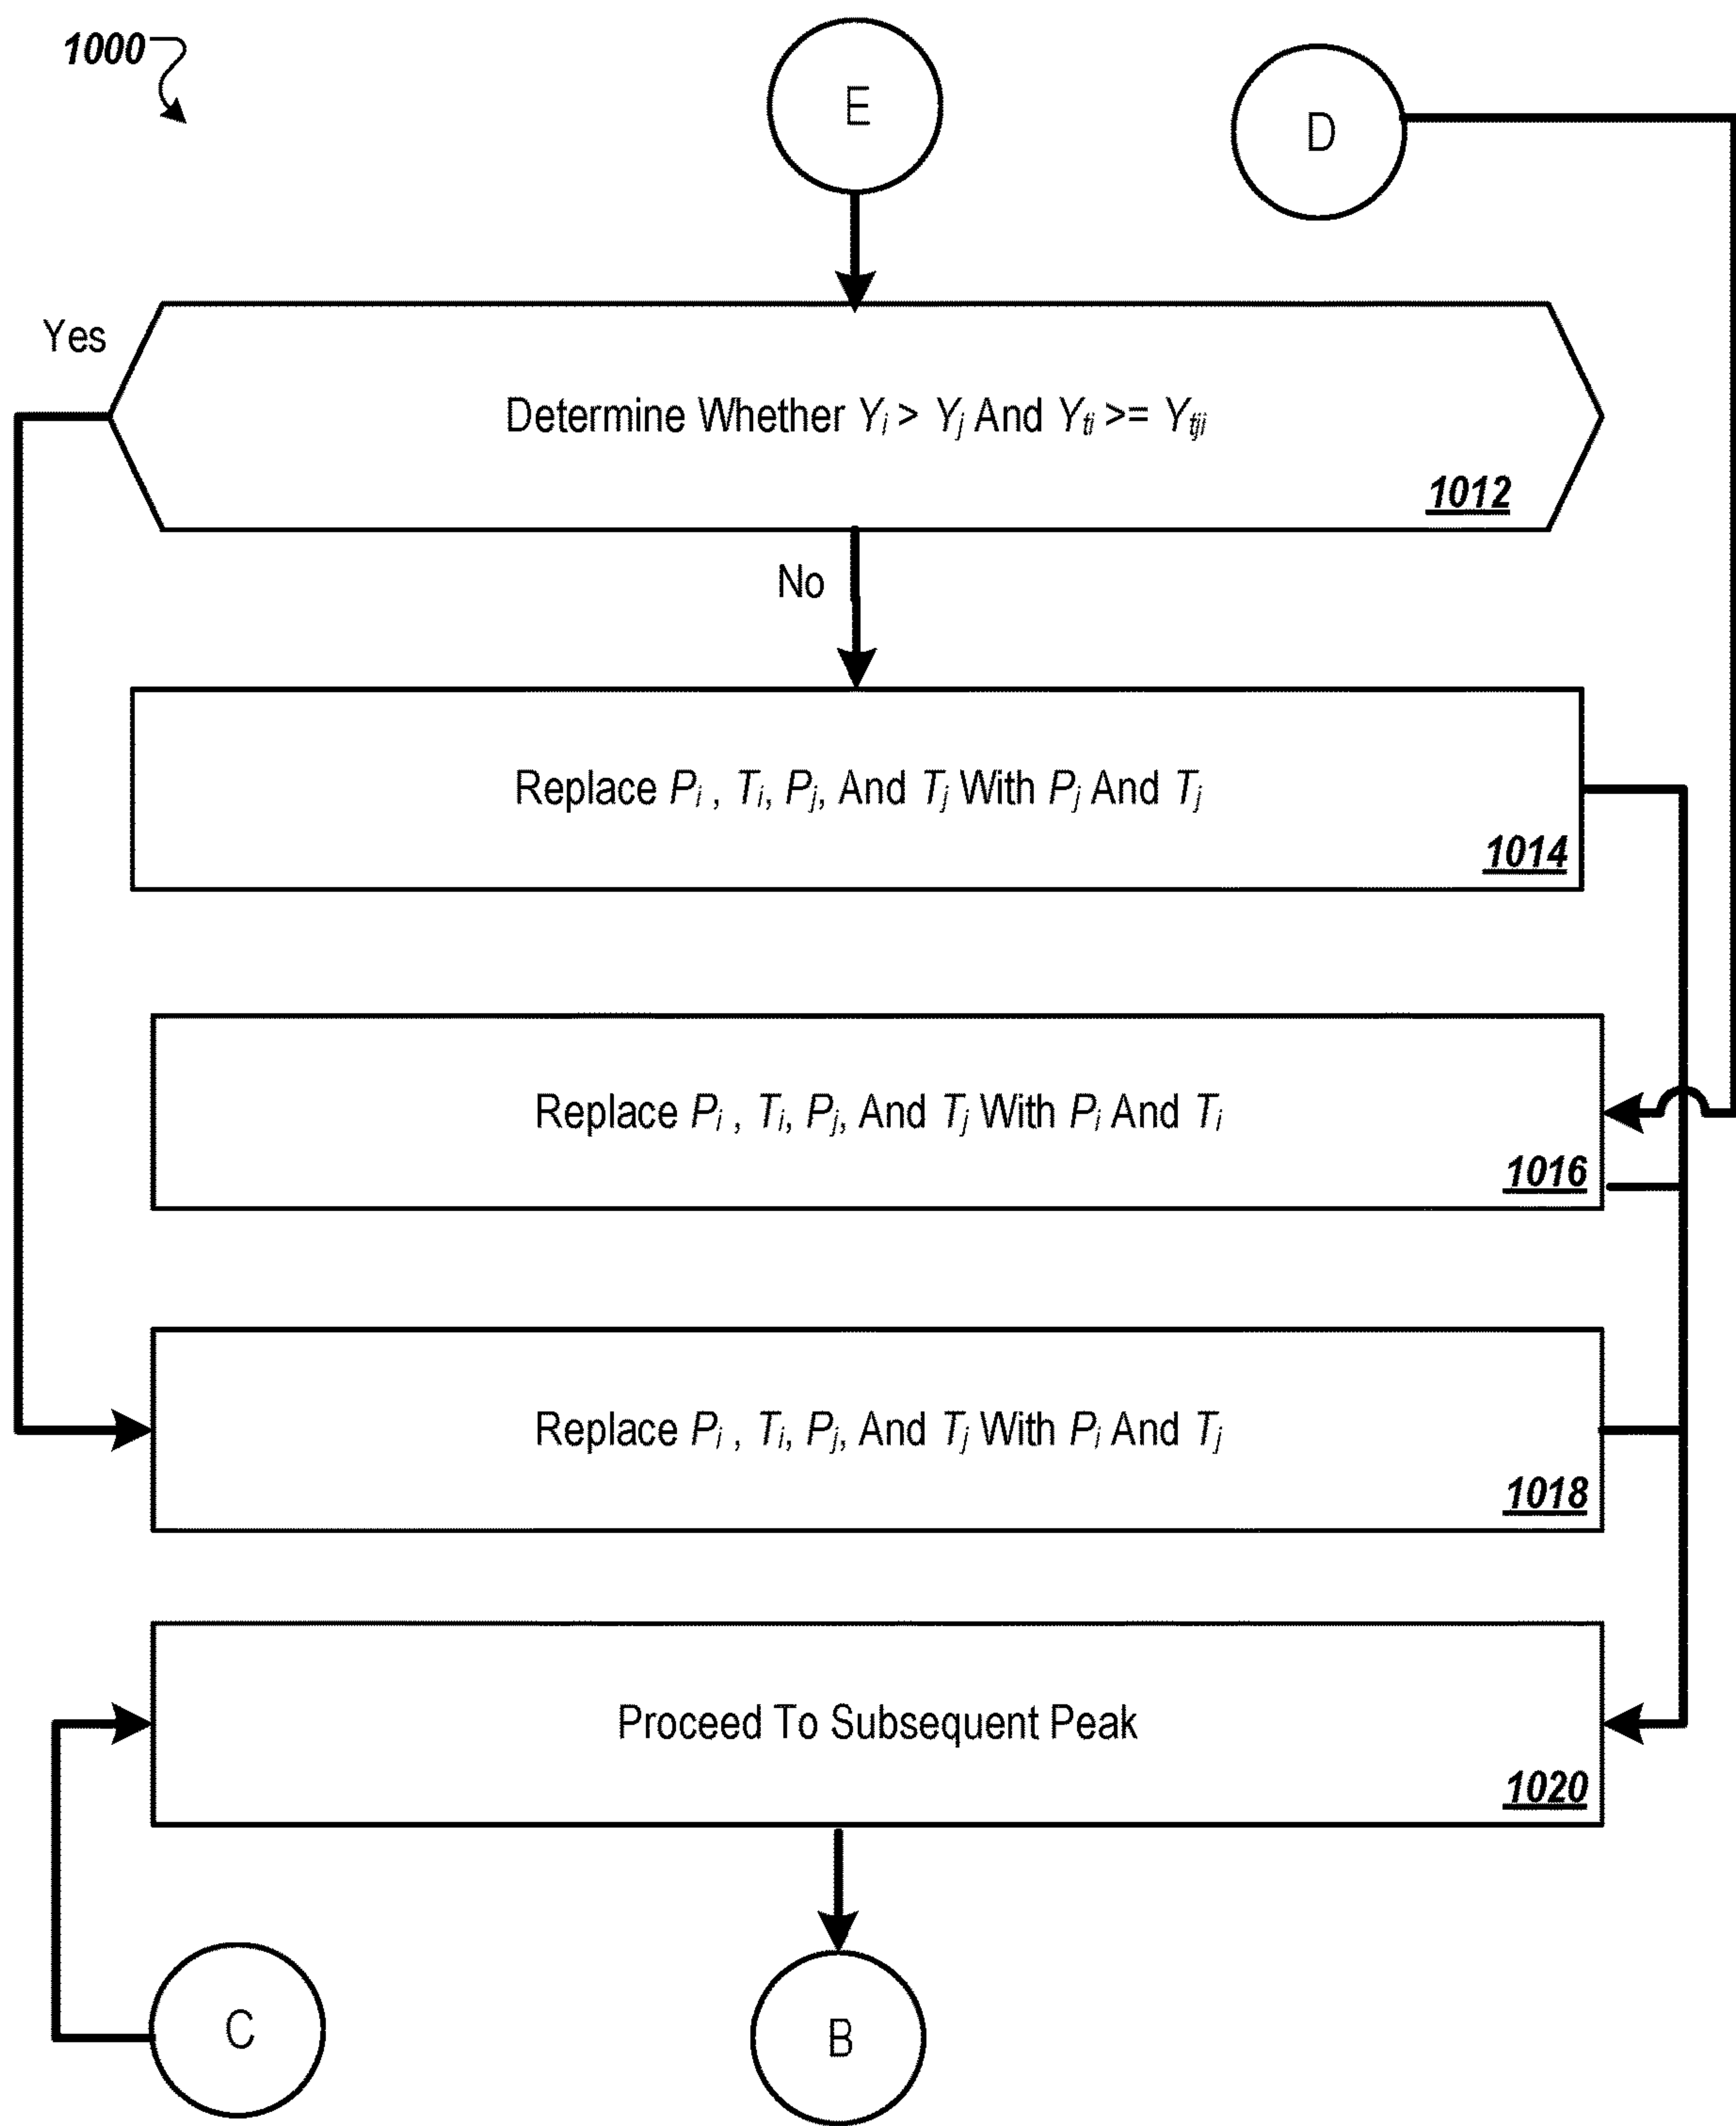 1000
E
D
Yes
Determine Whether Yi > Yj And Yti >= Ytji
1012
No
Replace Pi , Ti, Pj, And Tj With Pj And Tj
1014
Replace Pi , Ti, Pj, And Tj With Pi And Ti
1016
Replace Pi , Ti, Pj, And Tj With Pi And Tj
1018
Proceed To Subsequent Peak
1020
C
B